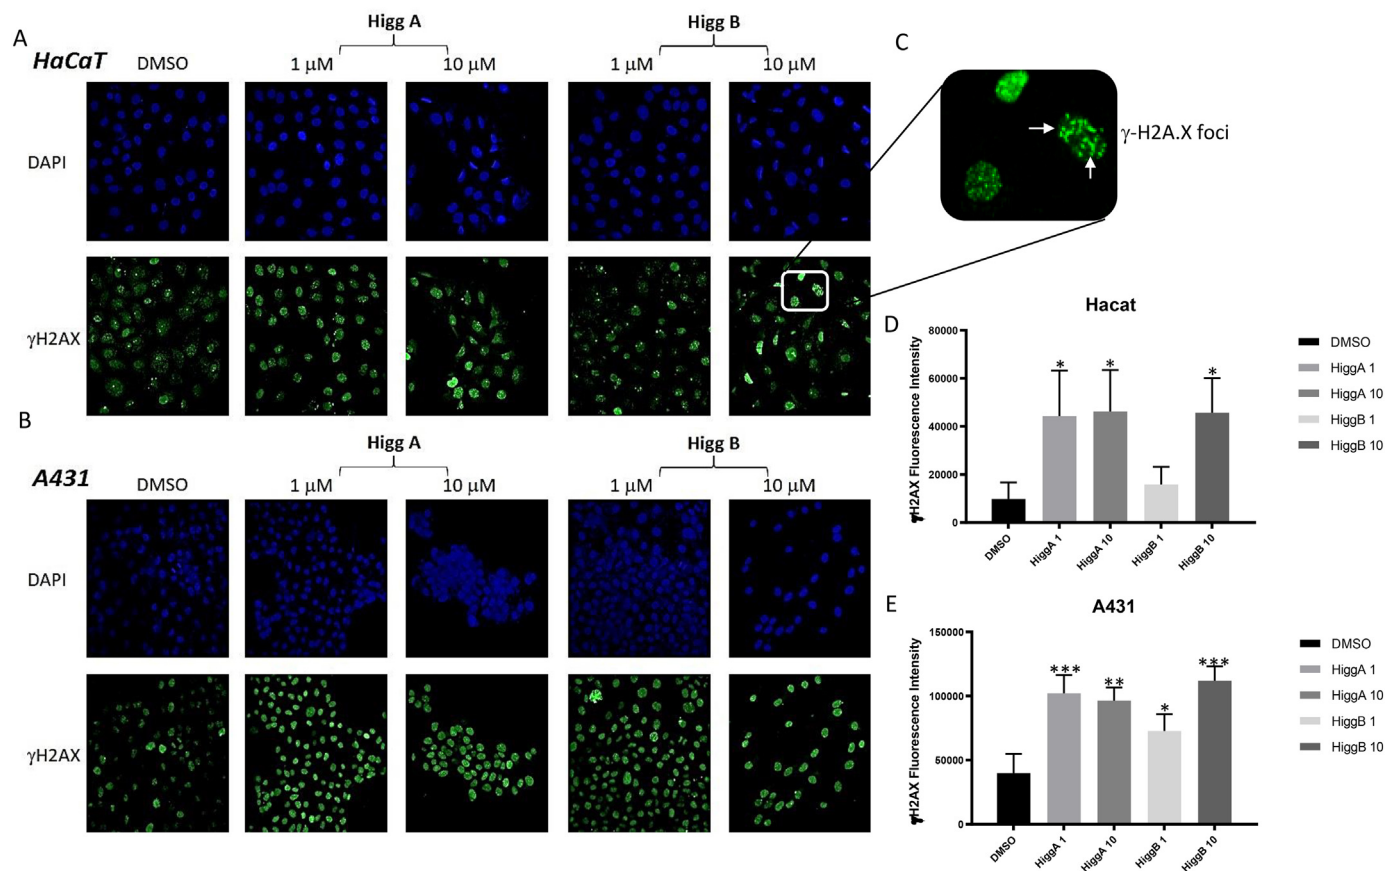 A
HaCaT
DMSO
Higg A
1 μM
10 μM
Higg B
1 μM
10 μM
DAPI
γH2AX
C
γ-H2A.X foci
B
A431
DMSO
Higg A
1 μM
10 μM
Higg B
1 μM
10 μM
DAPI
γH2AX
D
Hacat
γH2AX Fluorescence Intensity
80000
60000
40000
20000
0
*
*
*
DMSO
HiggA 1
HiggA 10
HiggB 1
HiggB 10
DMSO
HiggA 1
HiggA 10
HiggB 1
HiggB 10
E
A431
γH2AX Fluorescence Intensity
150000
100000
50000
0
***
**
*
***
DMSO
HiggA 1
HiggA 10
HiggB 1
HiggB 10
DMSO
HiggA 1
HiggA 10
HiggB 1
HiggB 10